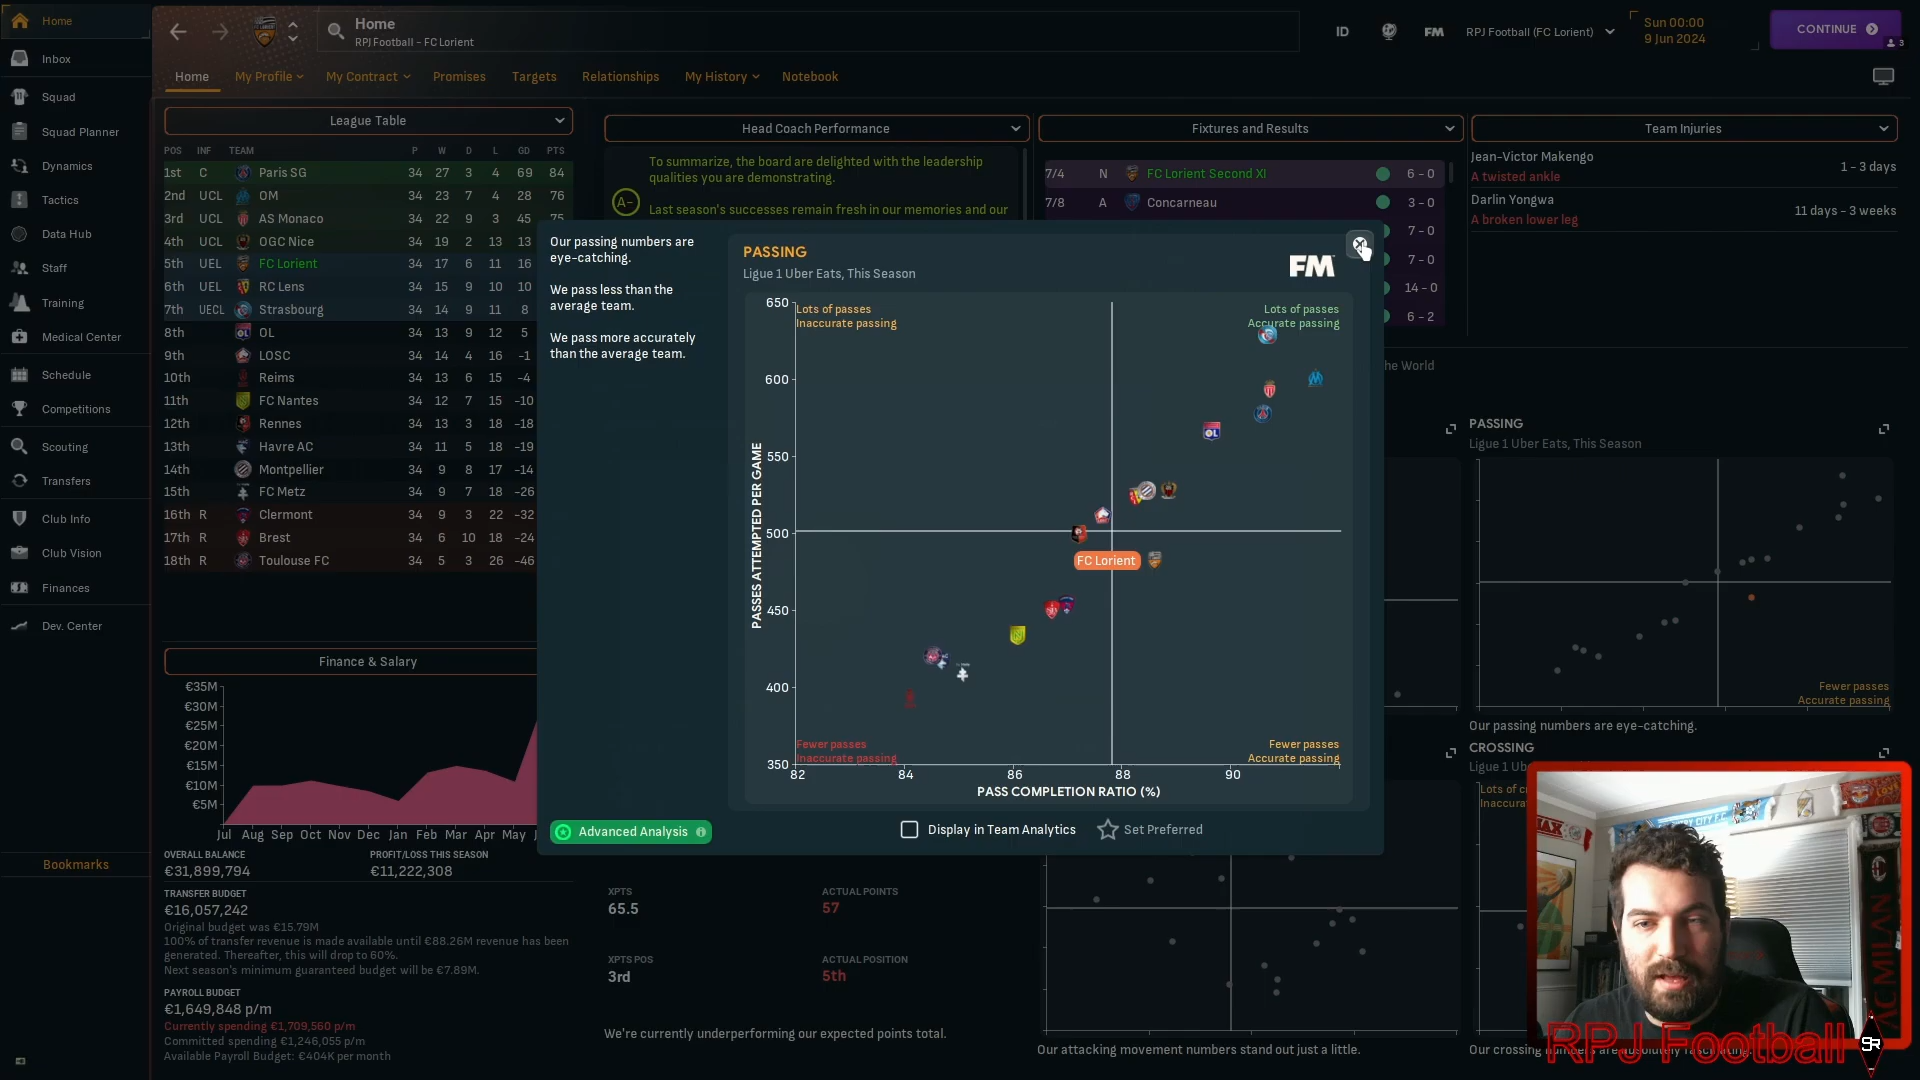 Home
Inbox
Squad
Squad Planner
Dynamics
Tactics
Data Hub
Staff
Training
Medical Center
Schedule
Competitions
Scouting
Transfers
Club Info
Club Vision
Finances
Dev. Center
Bookmarks
Home
RPJ Football - FC Lorient
ID
FM
RPJ Football (FC Lorient)
Sun 00:00
9 Jun 2024
CONTINUE
3
Home
My Profile
My Contract
Promises
Targets
Relationships
My History
Notebook
League Table
POS INF TEAM P W D L GD PTS
1st C Paris SG 34 27 3 4 69 84
2nd UCL OM 34 23 7 4 28 76
3rd UCL AS Monaco 34 22 9 3 45 75
4th UCL OGC Nice 34 19 2 13 13
5th UEL FC Lorient 34 17 6 11 16
6th UEL RC Lens 34 15 9 10 10
7th UECL Strasbourg 34 14 9 11 8
8th OL 34 13 9 12 5
9th LOSC 34 14 4 16 -1
10th Reims 34 13 6 15 -4
11th FC Nantes 34 12 7 15 -10
12th Rennes 34 13 3 18 -18
13th Havre AC 34 11 5 18 -19
14th Montpellier 34 9 8 17 -14
15th FC Metz 34 9 7 18 -26
16th R Clermont 34 9 3 22 -32
17th R Brest 34 6 10 18 -24
18th R Toulouse FC 34 5 3 26 -46
Finance & Salary
€35M
€30M
€25M
€20M
€15M
€10M
€5M
Jul Aug Sep Oct Nov Dec Jan Feb Mar Apr May
OVERALL BALANCE
€31,899,794
PROFIT/LOSS THIS SEASON
€11,222,308
TRANSFER BUDGET
€16,057,242
Original budget was €15.79M
100% of transfer revenue is made available until €88.26M revenue has been
generated. Thereafter, this will drop to 60%.
Next season's minimum guaranteed budget will be €7.89M.
PAYROLL BUDGET
€1,649,848 p/m
Currently spending €1,709,560 p/m
Committed spending €1,246,055 p/m
Available Payroll Budget: €404K per month
Head Coach Performance
To summarize, the board are delighted with the leadership
qualities you are demonstrating.
A-
Last season's successes remain fresh in our memories and our
Fixtures and Results
7/4 N FC Lorient Second XI 6 - 0
7/8 A Concarneau 3 - 0
7 - 0
7 - 0
14 - 0
6 - 2
Team Injuries
Jean-Victor Makengo
A twisted ankle
1 - 3 days
Darlin Yongwa
A broken lower leg
11 days - 3 weeks
Our passing numbers are
eye-catching.
We pass less than the
average team.
We pass more accurately
than the average team.
PASSING
Ligue 1 Uber Eats, This Season
FM
Lots of passes
Inaccurate passing
Lots of passes
Accurate passing
650
600
550
500
450
400
350
PASSES ATTEMPTED PER GAME
OL
FC Lorient
Fewer passes
Inaccurate passing
Fewer passes
Accurate passing
82 84 86 88 90
PASS COMPLETION RATIO (%)
Advanced Analysis
Display in Team Analytics
Set Preferred
he World
PASSING
Ligue 1 Uber Eats, This Season
Fewer passes
Accurate passing
Our passing numbers are eye-catching.
CROSSING
Ligue 1 Ub
Lots of c
Inaccura
XPTS
65.5
ACTUAL POINTS
57
XPTS POS
3rd
ACTUAL POSITION
5th
We're currently underperforming our expected points total.
Our attacking movement numbers stand out just a little.
Our crossing numbers are absolutely fascinating.
ACMILAN
RPJ Football
SR